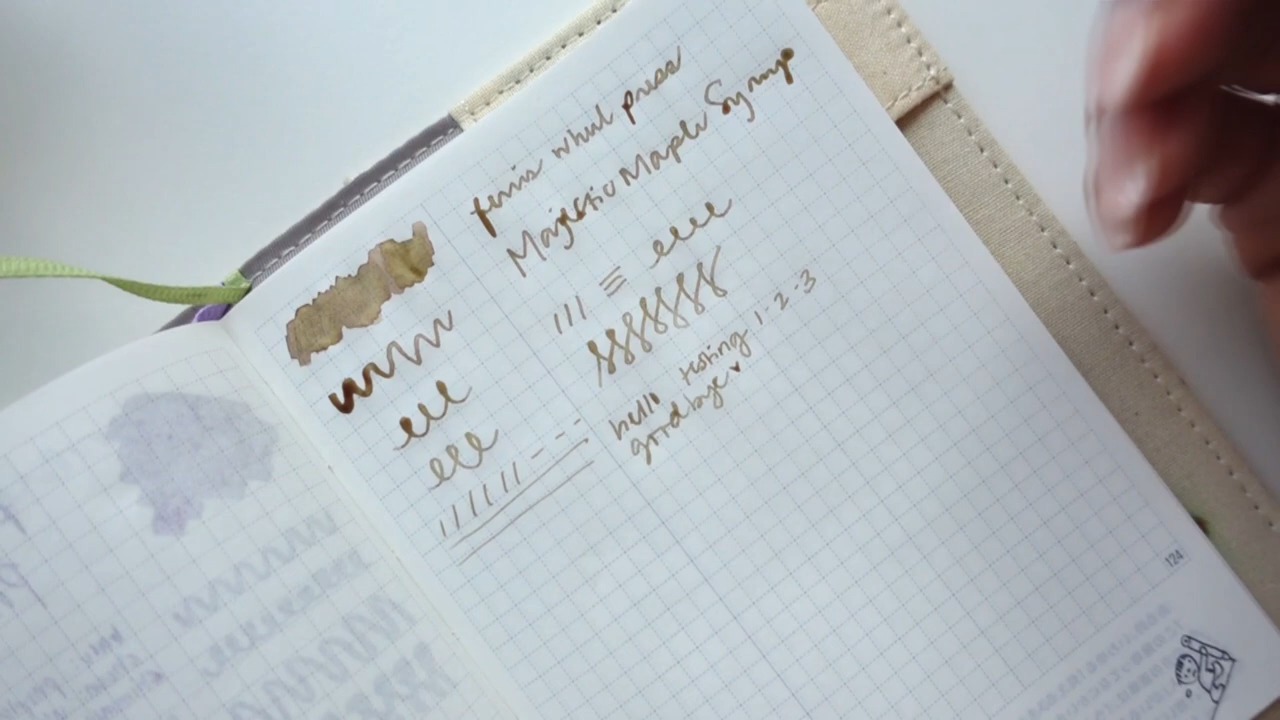 ferris wheel press
Majestic Maple Syrup
hello testing 1·2·3
goodbye
124